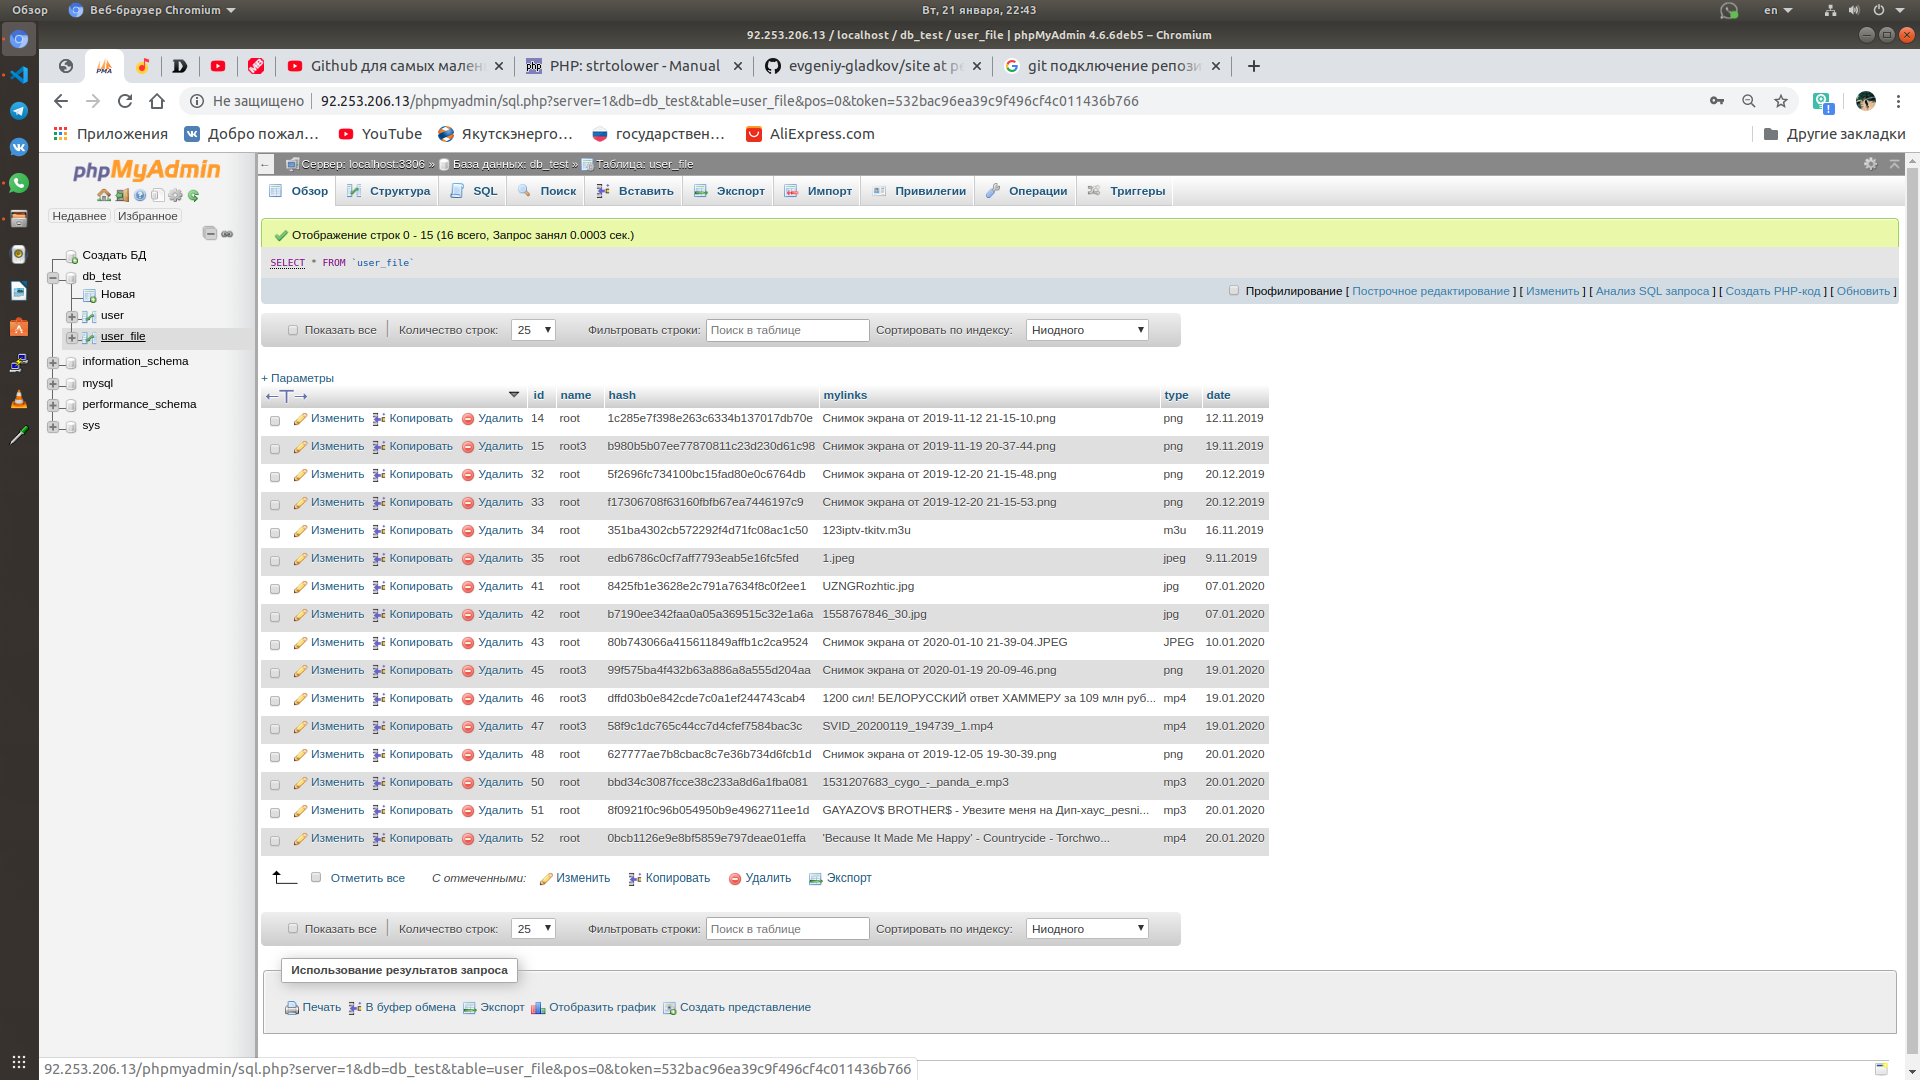 Обзор Веб-браузер Chromium Вт, 21 января, 22:43 en
92.253.206.13 / localhost / db_test / user_file | phpMyAdmin 4.6.6deb5 – Chromium
Github для самых мален PHP: strtolower - Manual evgeniy-gladkov/site at p git подключение репози
Не защищено 92.253.206.13/phpmyadmin/sql.php?server=1&db=db_test&table=user_file&pos=0&token=532bac96ea39c9f496cf4c011436b766
Приложения Добро пожал... YouTube Якутскэнерго... государствен... AliExpress.com Другие закладки
phpMyAdmin
Недавнее Избранное
Создать БД
db_test
Новая
user
user_file
information_schema
mysql
performance_schema
sys
Сервер: localhost:3306 » База данных: db_test » Таблица: user_file
Обзор Структура SQL Поиск Вставить Экспорт Импорт Привилегии Операции Триггеры
Отображение строк 0 - 15 (16 всего, Запрос занял 0.0003 сек.)
SELECT * FROM `user_file`
Профилирование [ Построчное редактирование ] [ Изменить ] [ Анализ SQL запроса ] [ Создать PHP-код ] [ Обновить ]
Показать все Количество строк: 25 Фильтровать строки: Поиск в таблице Сортировать по индексу: Ниодного
+ Параметры
←T→ id name hash mylinks type date
Изменить Копировать Удалить 14 root 1c285e7f398e263c6334b137017db70e Снимок экрана от 2019-11-12 21-15-10.png png 12.11.2019
Изменить Копировать Удалить 15 root3 b980b5b07ee77870811c23d230d61c98 Снимок экрана от 2019-11-19 20-37-44.png png 19.11.2019
Изменить Копировать Удалить 32 root 5f2696fc734100bc15fad80e0c6764db Снимок экрана от 2019-12-20 21-15-48.png png 20.12.2019
Изменить Копировать Удалить 33 root f17306708f63160fbfb67ea7446197c9 Снимок экрана от 2019-12-20 21-15-53.png png 20.12.2019
Изменить Копировать Удалить 34 root 351ba4302cb572292f4d71fc08ac1c50 123iptv-tkitv.m3u m3u 16.11.2019
Изменить Копировать Удалить 35 root edb6786c0cf7aff7793eab5e16fc5fed 1.jpeg jpeg 9.11.2019
Изменить Копировать Удалить 41 root 8425fb1e3628e2c791a7634f8c0f2ee1 UZNGRozhtic.jpg jpg 07.01.2020
Изменить Копировать Удалить 42 root b7190ee342faa0a05a369515c32e1a6a 1558767846_30.jpg jpg 07.01.2020
Изменить Копировать Удалить 43 root 80b743066a415611849affb1c2ca9524 Снимок экрана от 2020-01-10 21-39-04.JPEG JPEG 10.01.2020
Изменить Копировать Удалить 45 root3 99f575ba4f432b63a886a8a555d204aa Снимок экрана от 2020-01-19 20-09-46.png png 19.01.2020
Изменить Копировать Удалить 46 root3 dffd03b0e842cde7c0a1ef244743cab4 1200 сил! БЕЛОРУССКИЙ ответ ХАММЕРУ за 109 млн руб... mp4 19.01.2020
Изменить Копировать Удалить 47 root3 58f9c1dc765c44cc7d4cfef7584bac3c SVID_20200119_194739_1.mp4 mp4 19.01.2020
Изменить Копировать Удалить 48 root 627777ae7b8cbac8c7e36b734d6fcb1d Снимок экрана от 2019-12-05 19-30-39.png png 20.01.2020
Изменить Копировать Удалить 50 root bbd34c3087fcce38c233a8d6a1fba081 1531207683_cygo_-_panda_e.mp3 mp3 20.01.2020
Изменить Копировать Удалить 51 root 8f0921f0c96b054950b9e4962711ee1d GAYAZOV$ BROTHER$ - Увезите меня на Дип-хаус_pesni... mp3 20.01.2020
Изменить Копировать Удалить 52 root 0bcb1126e9e8bf5859e797deae01effa 'Because It Made Me Happy' - Countrycide - Torchwo... mp4 20.01.2020
Отметить все С отмеченными: Изменить Копировать Удалить Экспорт
Показать все Количество строк: 25 Фильтровать строки: Поиск в таблице Сортировать по индексу: Ниодного
Использование результатов запроса
Печать В буфер обмена Экспорт Отобразить график Создать представление
92.253.206.13/phpmyadmin/sql.php?server=1&db=db_test&table=user_file&pos=0&token=532bac96ea39c9f496cf4c011436b766